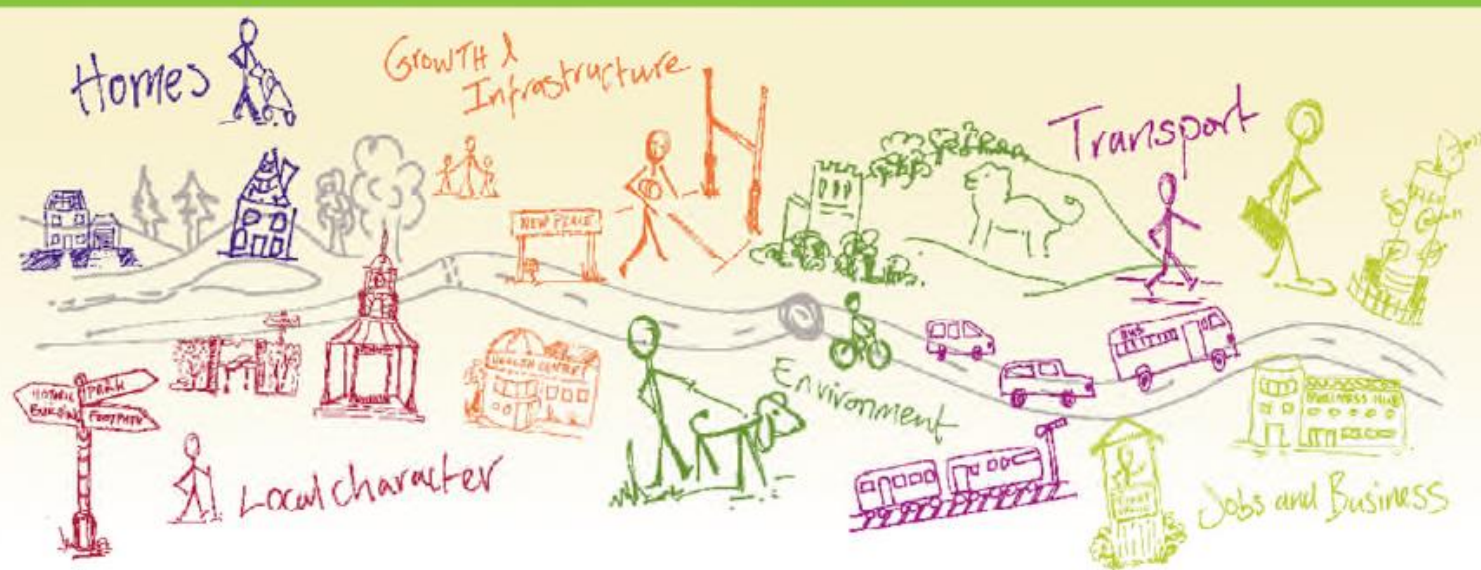 Homes
Growth &
Infrastructure
Transport
NEW PLACE
HEALTH CENTRE
BUS
Environment
HISTORIC
BUILDING
PARK
FOOTPATH
Local character
BUSINESS HUB
Jobs and Business